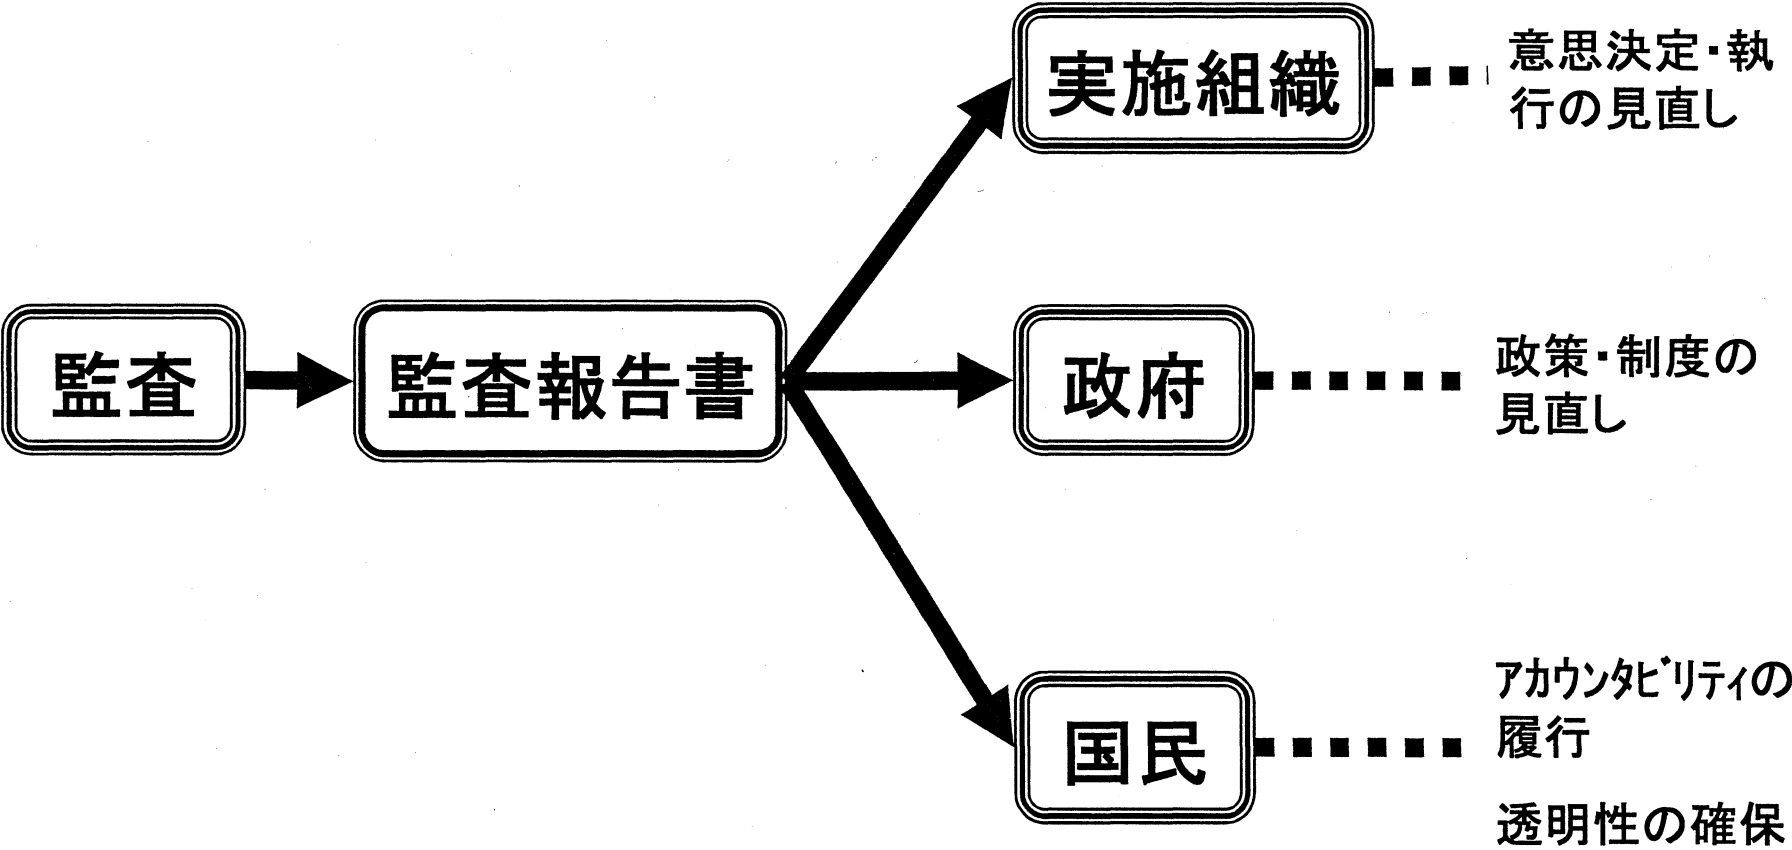 実施組織
意思決定・執
行の見直し
監査
監査報告書
政府
政策・制度の
見直し
国民
ｱｶｳﾝﾀﾋﾞﾘﾃｨの
履行
透明性の確保